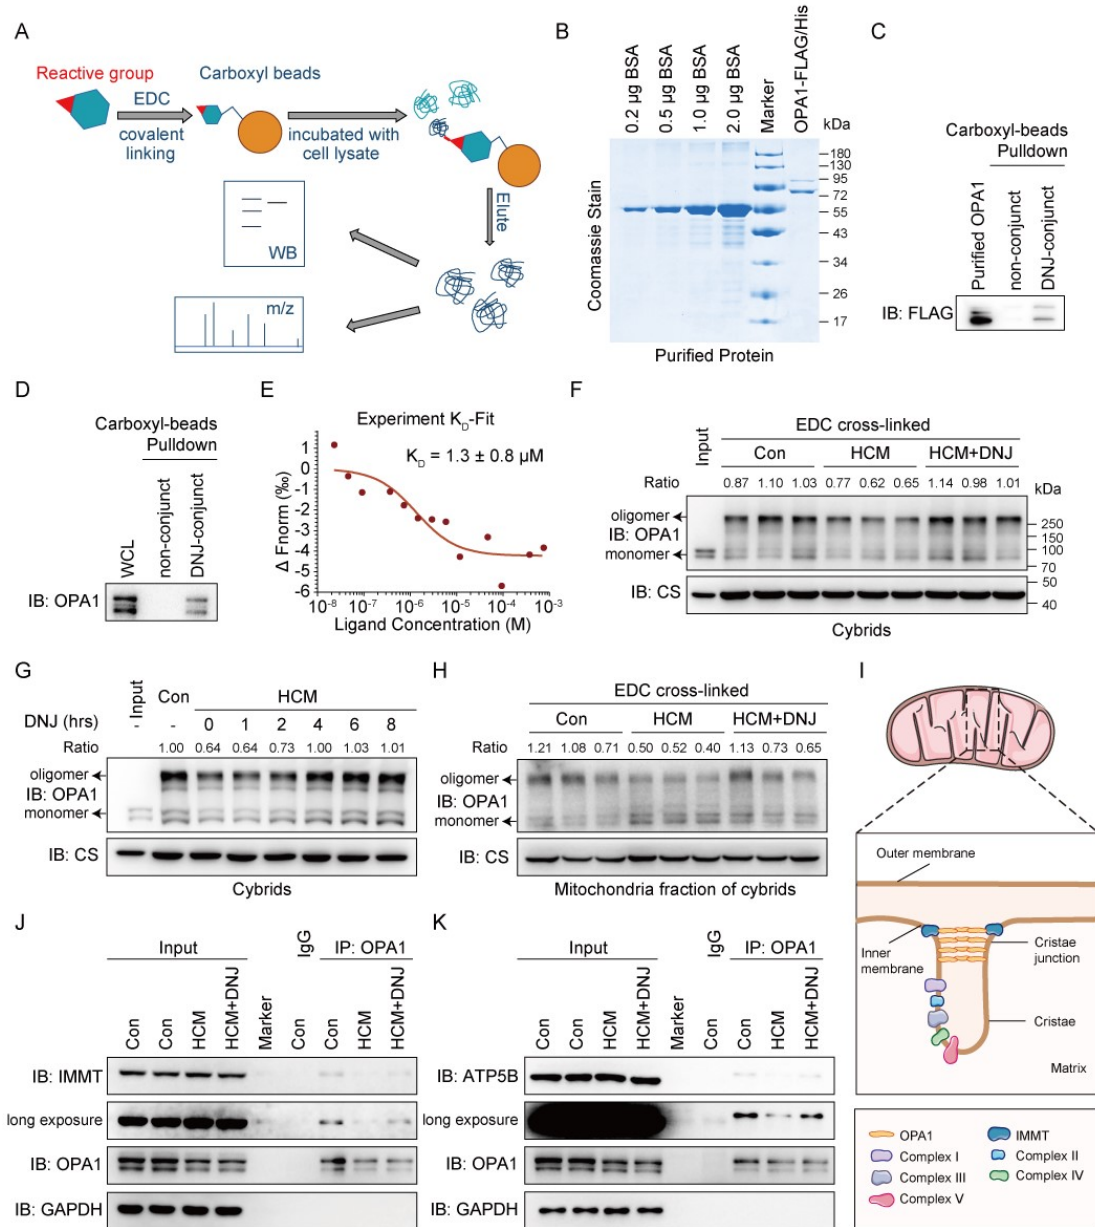 A
Reactive group
EDC
covalent
linking
Carboxyl beads
incubated with
cell lysate
Elute
WB
m/z
B
0.2 µg BSA
0.5 µg BSA
1.0 µg BSA
2.0 µg BSA
Marker
OPA1-FLAG/His
kDa
180
130
95
72
55
43
34
26
17
Coomassie Stain
Purified Protein
C
Carboxyl-beads
Pulldown
Purified OPA1
non-conjunct
DNJ-conjunct
IB: FLAG
D
Carboxyl-beads
Pulldown
WCL
non-conjunct
DNJ-conjunct
IB: OPA1
E
Experiment K_D-Fit
K_D = 1.3 ± 0.8 µM
Δ Fnorm (‰)
1
0
-1
-2
-3
-4
-5
-6
10⁻⁸ 10⁻⁷ 10⁻⁶ 10⁻⁵ 10⁻⁴ 10⁻³
Ligand Concentration (M)
F
EDC cross-linked
Input
Con HCM HCM+DNJ
Ratio 0.87 1.10 1.03 0.77 0.62 0.65 1.14 0.98 1.01 kDa
oligomer
IB: OPA1
monomer
250
150
100
70
50
40
IB: CS
Cybrids
G
Input
Con HCM
DNJ (hrs) - - 0 1 2 4 6 8
Ratio 1.00 0.64 0.64 0.73 1.00 1.03 1.01
oligomer
IB: OPA1
monomer
IB: CS
Cybrids
H
EDC cross-linked
Con HCM HCM+DNJ
Ratio 1.21 1.08 0.71 0.50 0.52 0.40 1.13 0.73 0.65
oligomer
IB: OPA1
monomer
IB: CS
Mitochondria fraction of cybrids
I
Outer membrane
Inner
membrane
Cristae
junction
Cristae
Matrix
OPA1
IMMT
Complex I
Complex II
Complex III
Complex IV
Complex V
J
Input IgG IP: OPA1
Con Con HCM HCM+DNJ Marker Con Con HCM HCM+DNJ
IB: IMMT
long exposure
IB: OPA1
IB: GAPDH
K
Input IgG IP: OPA1
Con Con HCM HCM+DNJ Marker Con Con HCM HCM+DNJ
IB: ATP5B
long exposure
IB: OPA1
IB: GAPDH